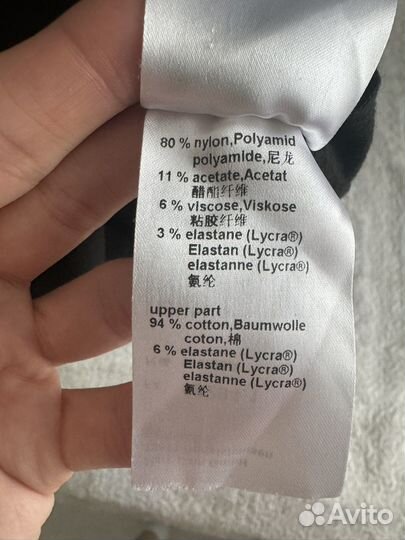 80 % nylon,Polyamid
polyamide,尼龙
11 % acetate,Acetat
醋酯纤维
6 % viscose,Viskose
粘胶纤维
3 % elastane (Lycra®)
Elastan (Lycra®)
elastanne (Lycra®)
氨纶
upper part
94 % cotton,Baumwolle
coton,棉
6 % elastane (Lycra®)
Elastan (Lycra®)
elastanne (Lycra®)
氨纶
Avito